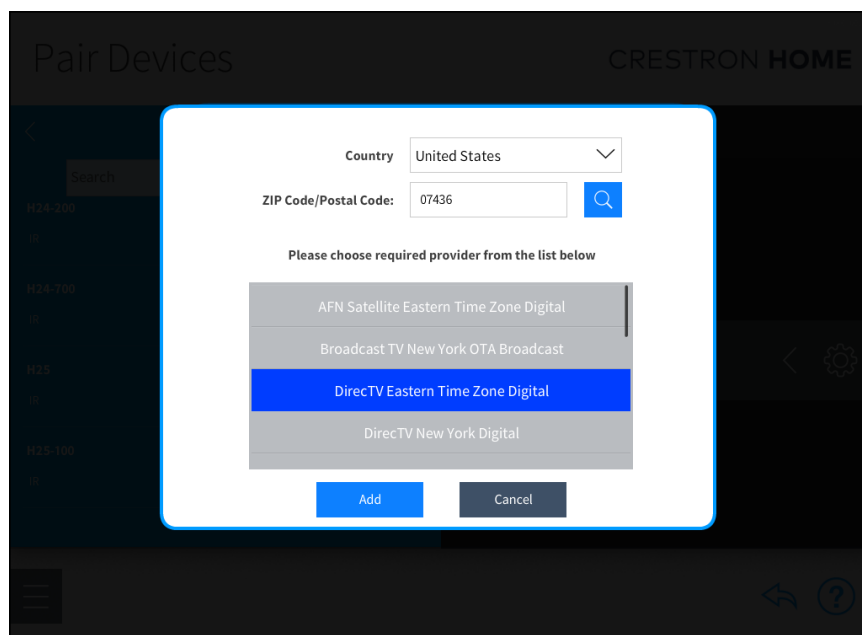 Pair Devices
CRESTRON HOME
Search
H24-200
IR
H24-700
IR
H25
IR
H25-100
IR
Country
United States
ZIP Code/Postal Code:
07436
Please choose required provider from the list below
AFN Satellite Eastern Time Zone Digital
Broadcast TV New York OTA Broadcast
DirecTV Eastern Time Zone Digital
DirecTV New York Digital
Add
Cancel
?